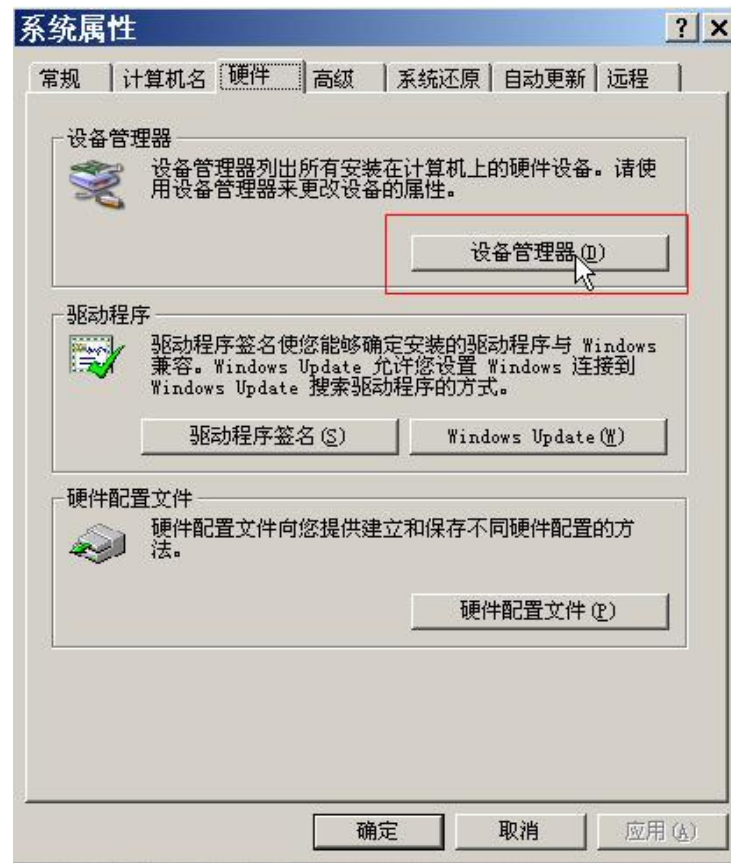 系统属性
常规 计算机名 硬件 高级 系统还原 自动更新 远程
设备管理器
设备管理器列出所有安装在计算机上的硬件设备。请使
用设备管理器来更改设备的属性。
设备管理器(D)
驱动程序
驱动程序签名使您能够确定安装的驱动程序与 Windows
兼容。Windows Update 允许您设置 Windows 连接到
Windows Update 搜索驱动程序的方式。
驱动程序签名(S) Windows Update(W)
硬件配置文件
硬件配置文件向您提供建立和保存不同硬件配置的方
法。
硬件配置文件(P)
确定 取消 应用(A)